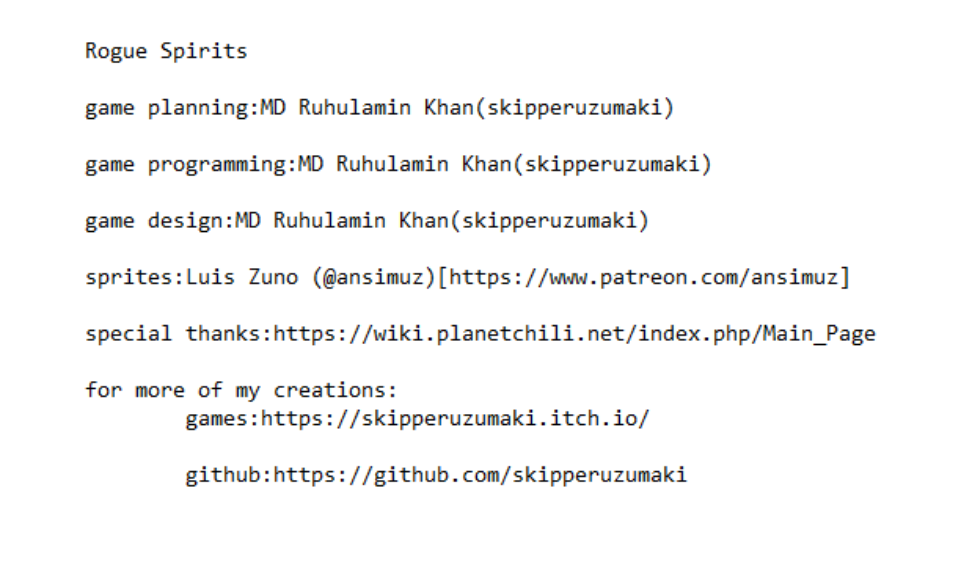 Rogue Spirits
game planning:MD Ruhulamin Khan(skipperuzumaki)
game programming:MD Ruhulamin Khan(skipperuzumaki)
game design:MD Ruhulamin Khan(skipperuzumaki)
sprites:Luis Zuno (@ansimuz)[https://www.patreon.com/ansimuz]
special thanks:https://wiki.planetchili.net/index.php/Main_Page
for more of my creations:
games:https://skipperuzumaki.itch.io/
github:https://github.com/skipperuzumaki